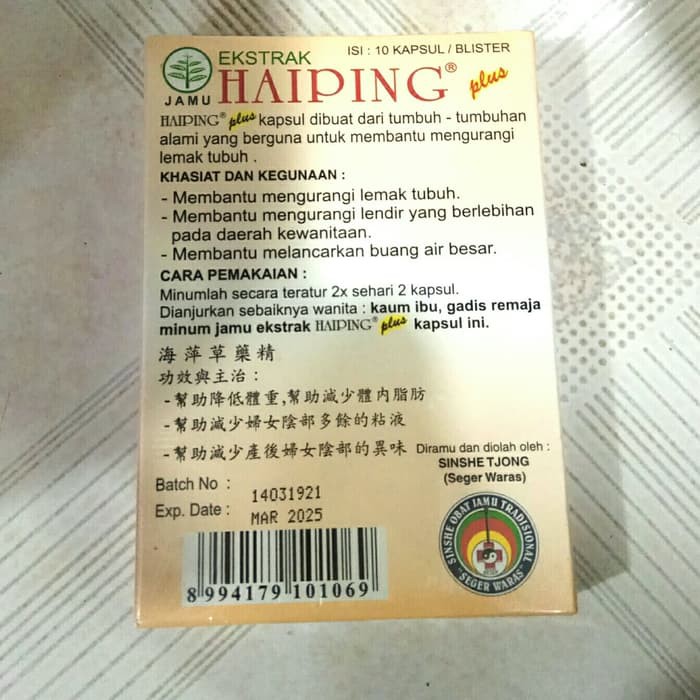 EKSTRAK
ISI : 10 KAPSUL / BLISTER
JAMU
HAIPING® plus
HAIPING® plus kapsul dibuat dari tumbuh - tumbuhan
alami yang berguna untuk membantu mengurangi
lemak tubuh .
KHASIAT DAN KEGUNAAN :
- Membantu mengurangi lemak tubuh.
- Membantu mengurangi lendir yang berlebihan
pada daerah kewanitaan.
- Membantu melancarkan buang air besar.
CARA PEMAKAIAN :
Minumlah secara teratur 2x sehari 2 kapsul.
Dianjurkan sebaiknya wanita : kaum ibu, gadis remaja
minum jamu ekstrak HAIPING® plus kapsul ini.
海萍草藥精
功效與主治：
-幫助降低體重,幫助減少體內脂肪
-幫助減少婦女陰部多餘的粘液
-幫助減少產後婦女陰部的異味
Diramu dan diolah oleh :
SINSHE TJONG
(Seger Waras)
Batch No : 14031921
Exp. Date : MAR 2025
SINSHE OBAT JAMU TRADISIONAL
"SEGER WARAS"
8 994179 101069